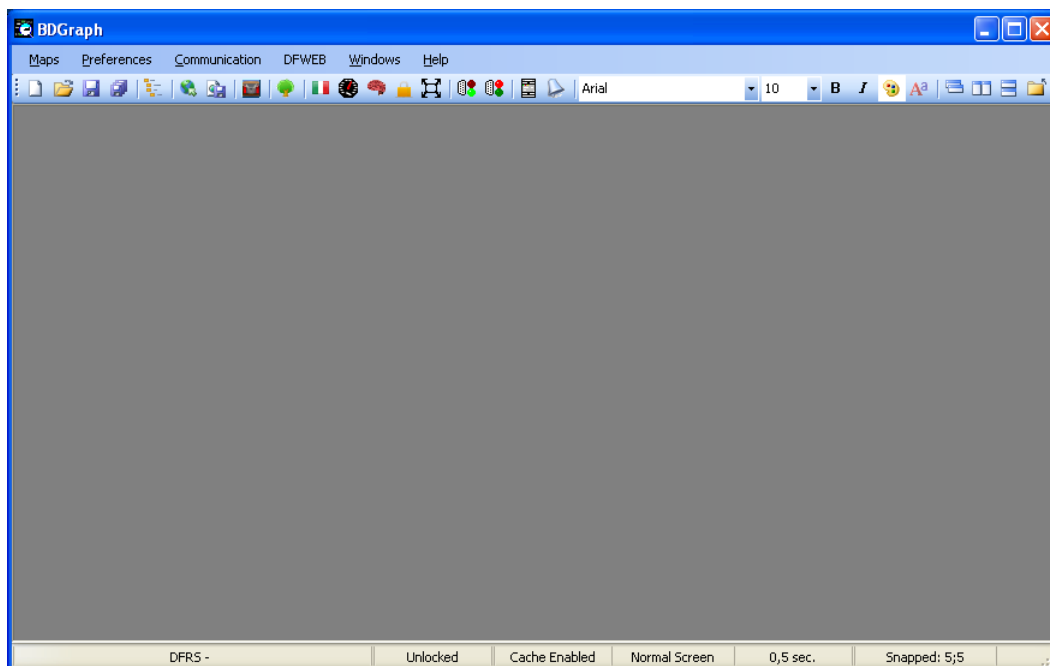 BDGraph
Maps Preferences Communication DFWEB Windows Help
Arial 10 B I Aa
DFRS - Unlocked Cache Enabled Normal Screen 0,5 sec. Snapped: 5;5